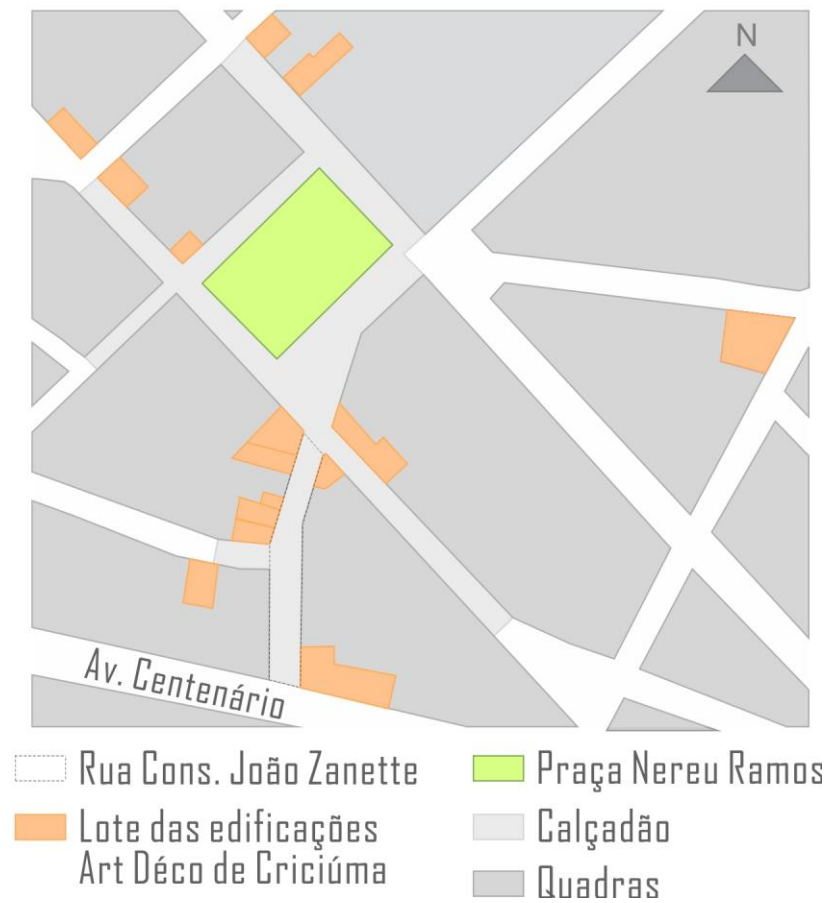 N
Av. Centenário
Rua Cons. João Zanette
Lote das edificações
Art Déco de Criciúma
Praça Nereu Ramos
Calçadão
Quadras